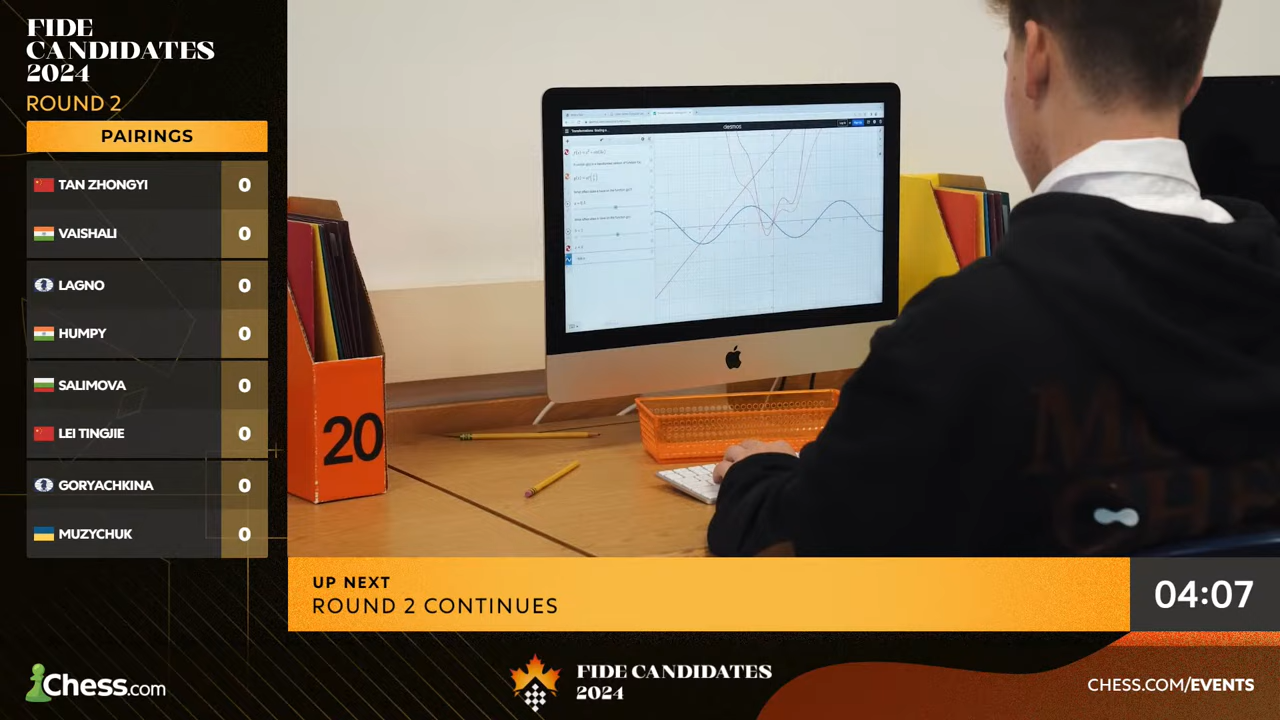 FIDE
CANDIDATES
2024
ROUND 2
PAIRINGS
TAN ZHONGYI 0
VAISHALI 0
LAGNO 0
HUMPY 0
SALIMOVA 0
LEI TINGJIE 0
GORYACHKINA 0
MUZYCHUK 0
desmos
20
UP NEXT
ROUND 2 CONTINUES
04:07
Chess.com
FIDE CANDIDATES
2024
CHESS.COM/EVENTS